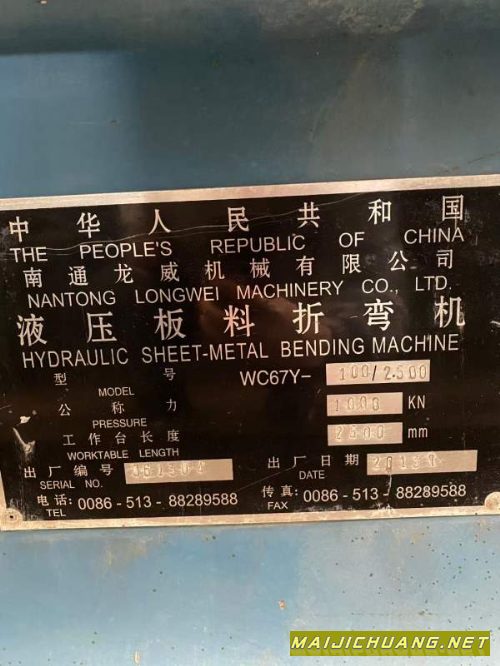 中华人民共和国
THE PEOPLE'S REPUBLIC OF CHINA
南通龙威机械有限公司
NANTONG LONGWEI MACHINERY CO., LTD.
液压板料折弯机
HYDRAULIC SHEET-METAL BENDING MACHINE
型号 WC67Y- 100/2500
MODEL
公称力 1000 KN
PRESSURE
工作台长度 2500 mm
WORKTABLE LENGTH
出厂编号 出厂日期
SERIAL NO. DATE
电话: 0086-513-88289588 传真: 0086-513-88289588
TEL FAX
MAIJICHUANG.NET